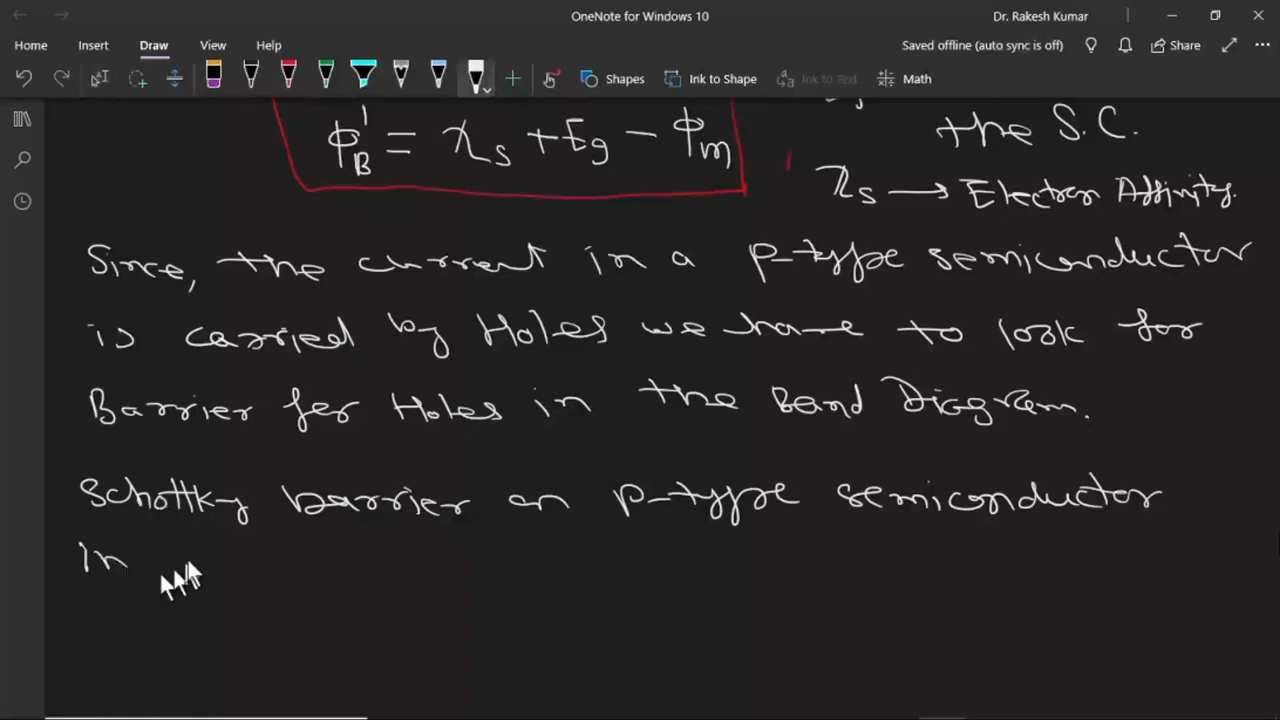 OneNote for Windows 10
Dr. Rakesh Kumar
Home Insert Draw View Help
Saved offline (auto sync is off)
Share
Shapes
Ink to Shape
Ink to Text
Math
ϕ'B = χs + Eg − ϕm
the S.C.
χs → Electron Affinity.
Since, the current in a p-type semiconductor
is carried by Holes we have to look for
Barrier for Holes in the Band Diagram.
Schottky barrier on p-type semiconductor
In